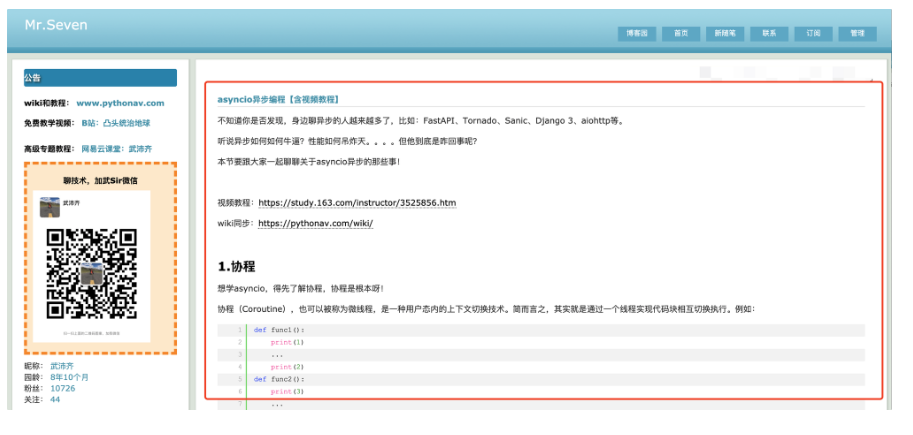 Mr.Seven
博客园
首页
新随笔
联系
订阅
管理
公告
wiki和教程： www.pythonav.com
免费教学视频： B站：凸头统治地球
高级专题教程： 网易云课堂：武沛齐
聊技术，加武Sir微信
武沛齐
昵称： 武沛齐
园龄： 8年10个月
粉丝： 10726
关注： 44
asyncio异步编程【含视频教程】
不知道你是否发现，身边聊异步的人越来越多了，比如：FastAPI、Tornado、Sanic、Django 3、aiohttp等。
听说异步如何如何牛逼？性能如何吊炸天。。。。但他到底是咋回事呢？
本节要跟大家一起聊聊关于asyncio异步的那些事！
视频教程：https://study.163.com/instructor/3525856.htm
wiki同步：https://pythonav.com/wiki/
1.协程
想学asyncio，得先了解协程，协程是根本呀！
协程（Coroutine），也可以被称为微线程，是一种用户态内的上下文切换技术。简而言之，其实就是通过一个线程实现代码块相互切换执行。例如：
1 def func1():
2 print(1)
3 ...
4 print(2)
5 def func2():
6 print(3)
7 ...